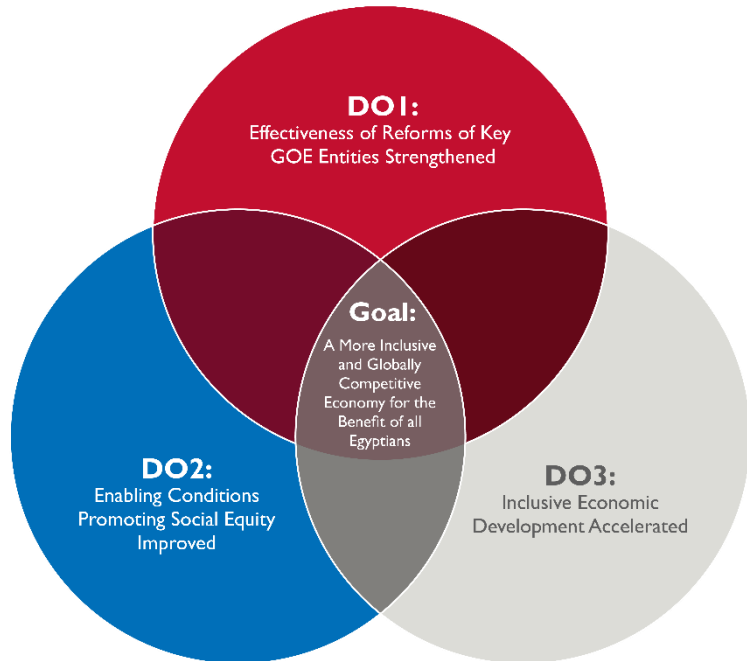 DO1:
Effectiveness of Reforms of Key
GOE Entities Strengthened
Goal:
A More Inclusive
and Globally
Competitive
Economy for the
Benefit of all
Egyptians
DO2:
Enabling Conditions
Promoting Social Equity
Improved
DO3:
Inclusive Economic
Development Accelerated